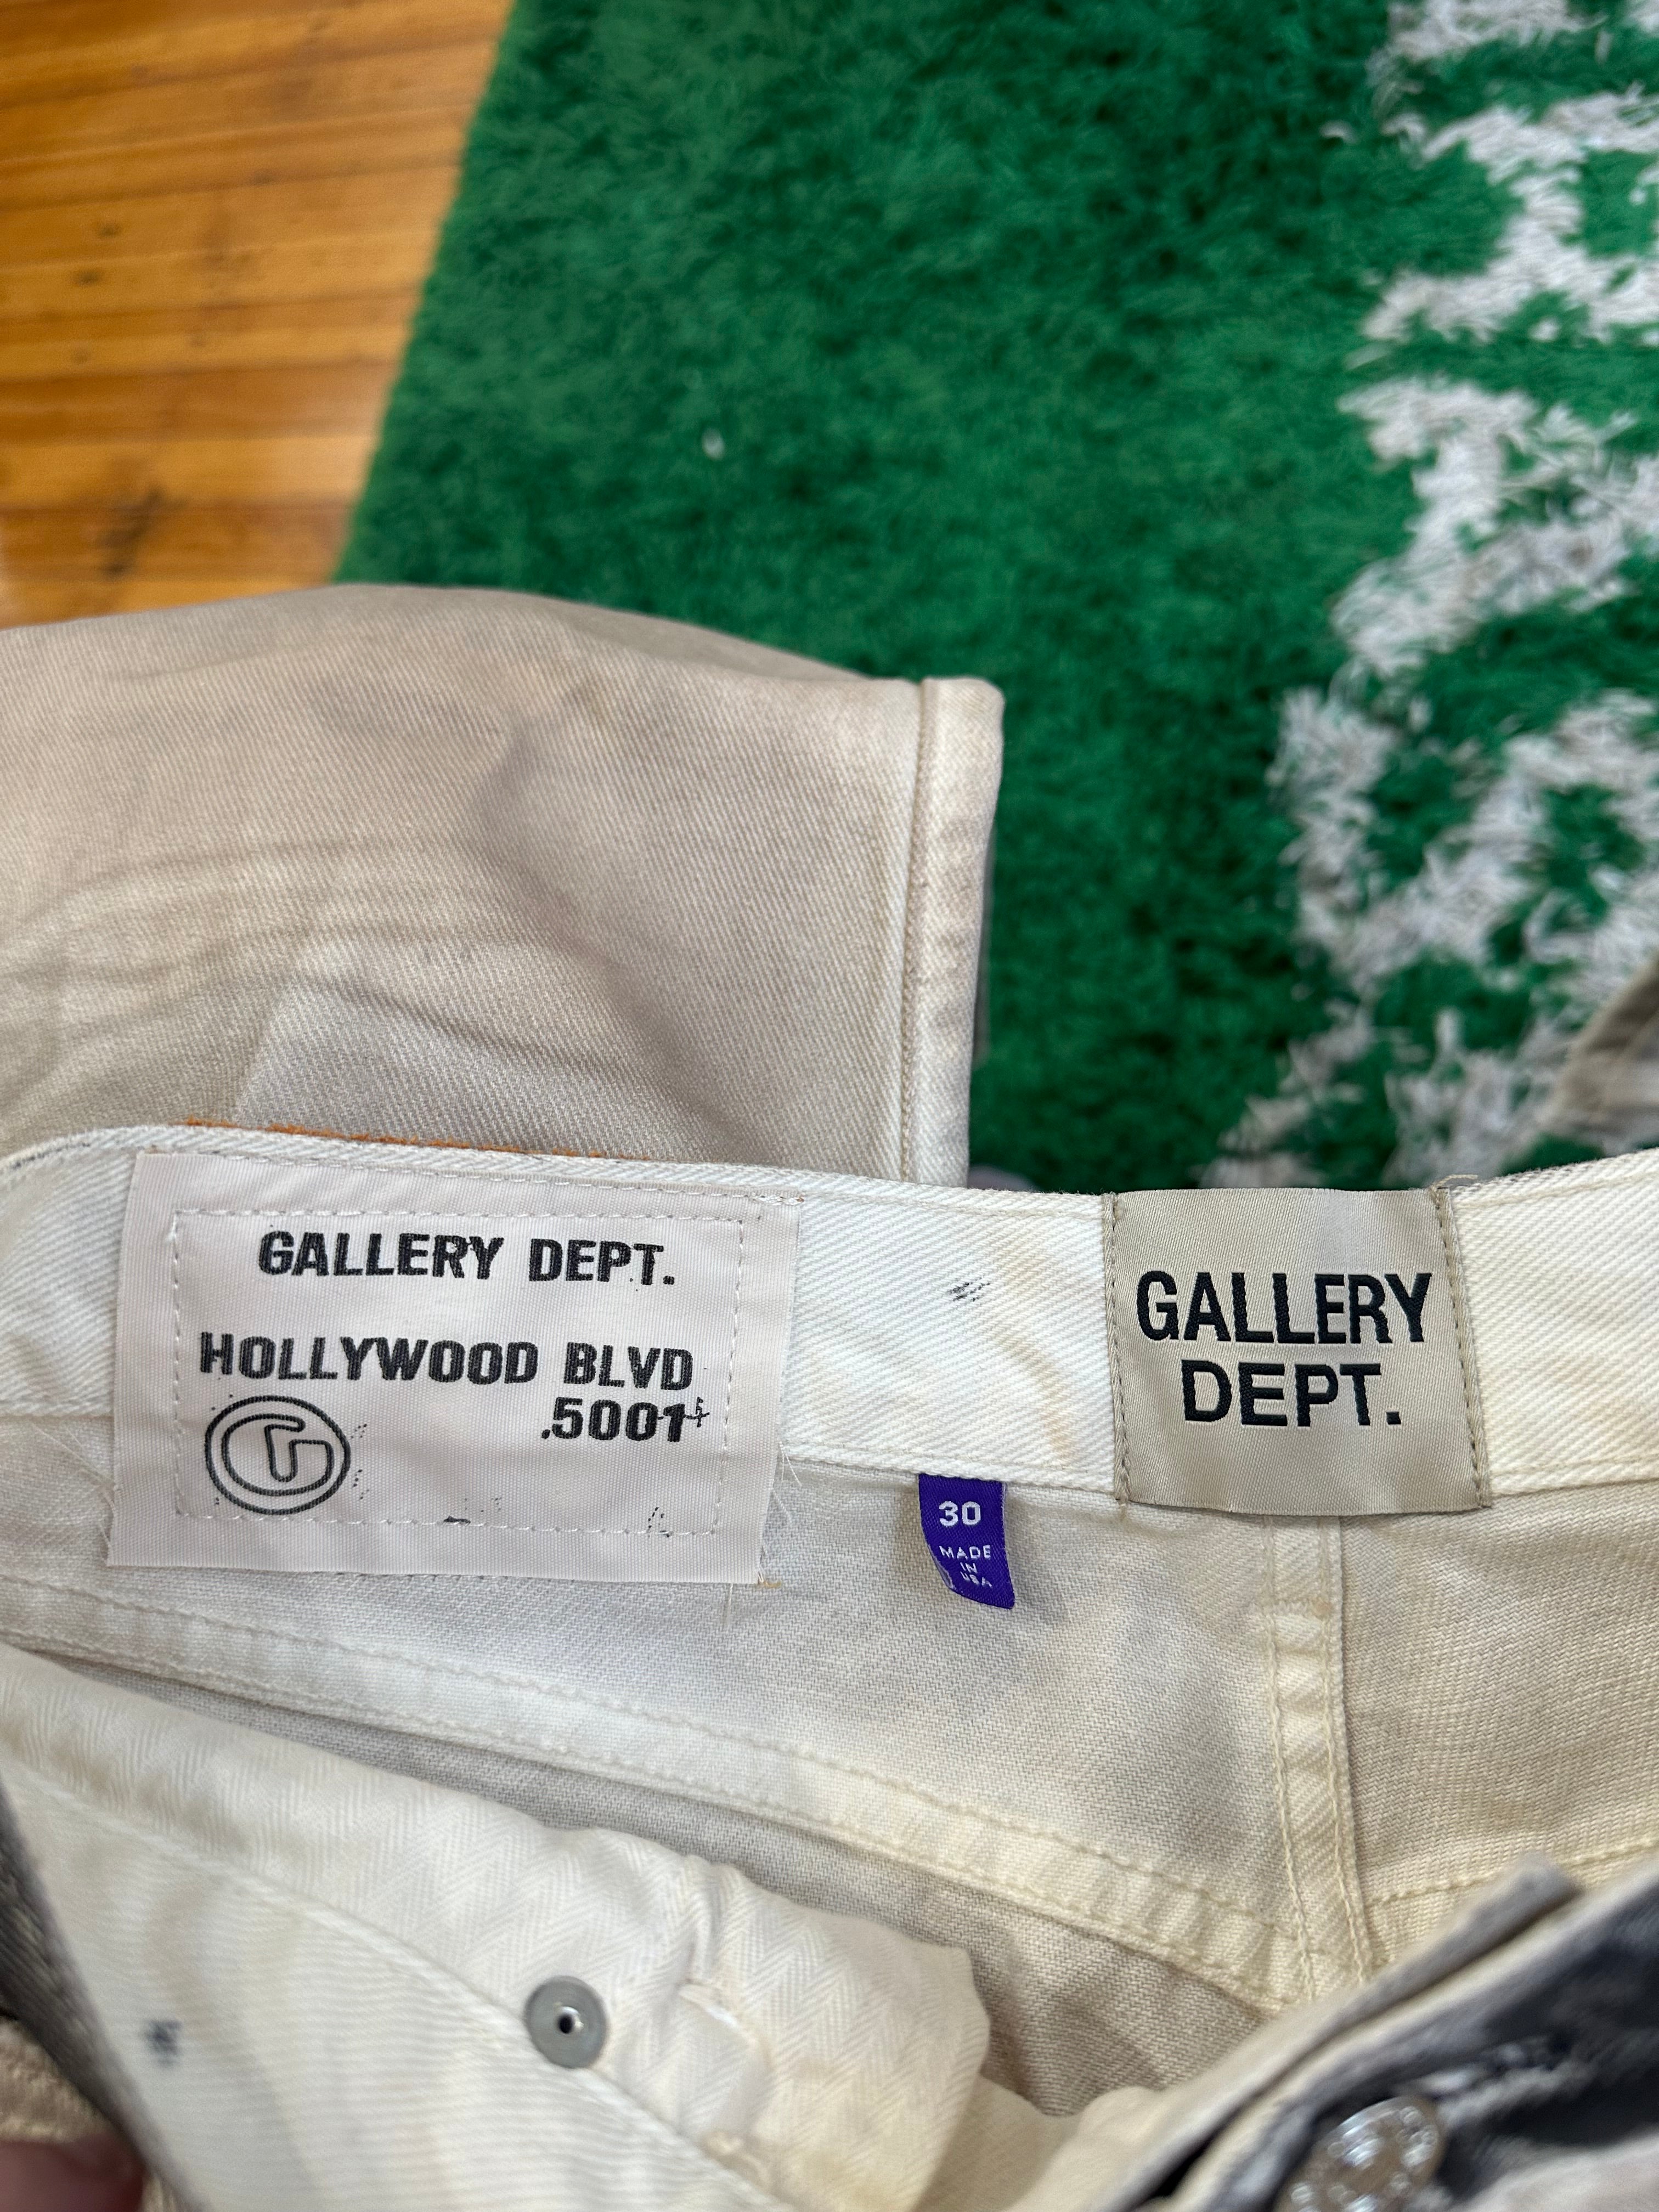 GALLERY DEPT.
HOLLYWOOD BLVD
.5001
GALLERY
DEPT.
30
MADE
IN
USA